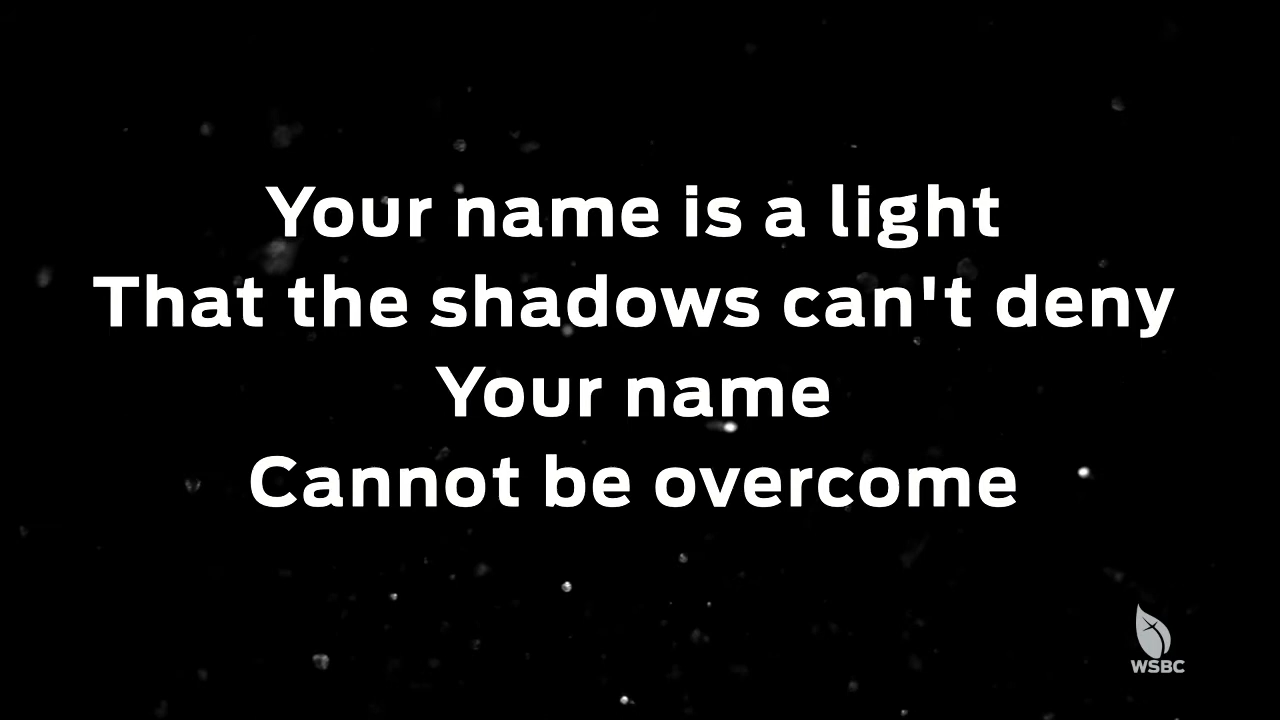 Your name is a light
That the shadows can't deny
Your name
Cannot be overcome
WSBC